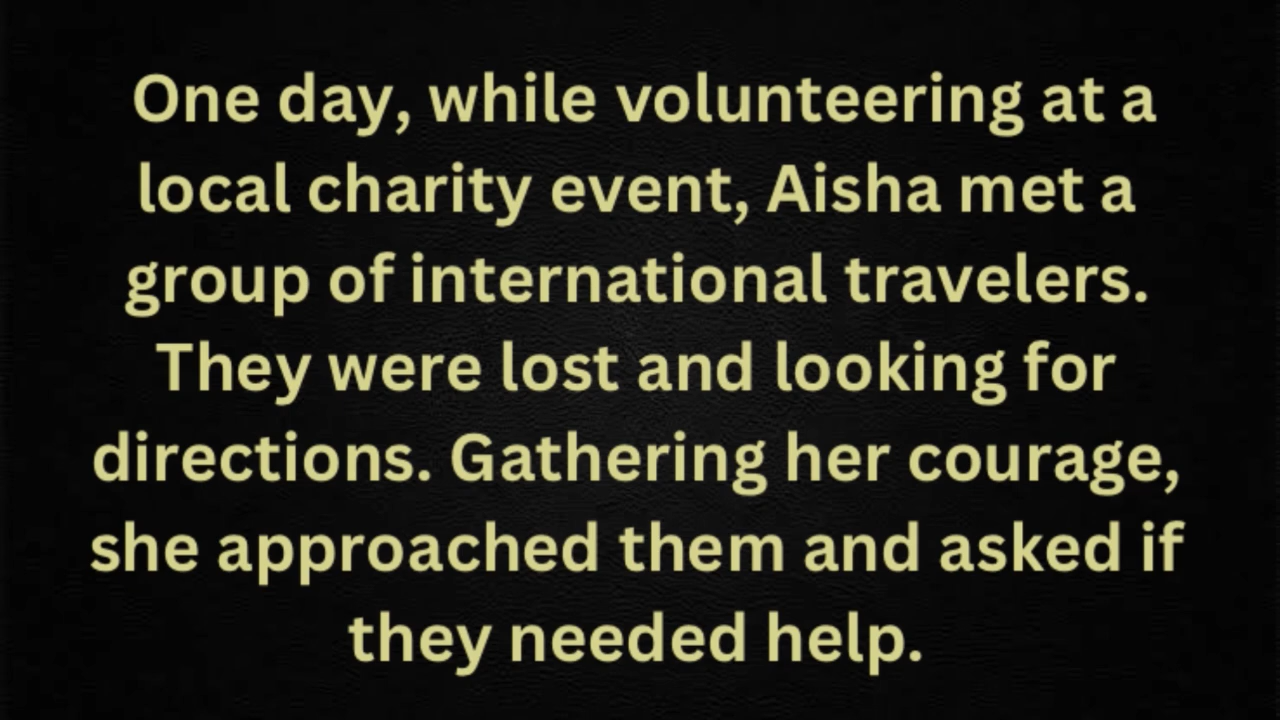 One day, while volunteering at a
local charity event, Aisha met a
group of international travelers.
They were lost and looking for
directions. Gathering her courage,
she approached them and asked if
they needed help.